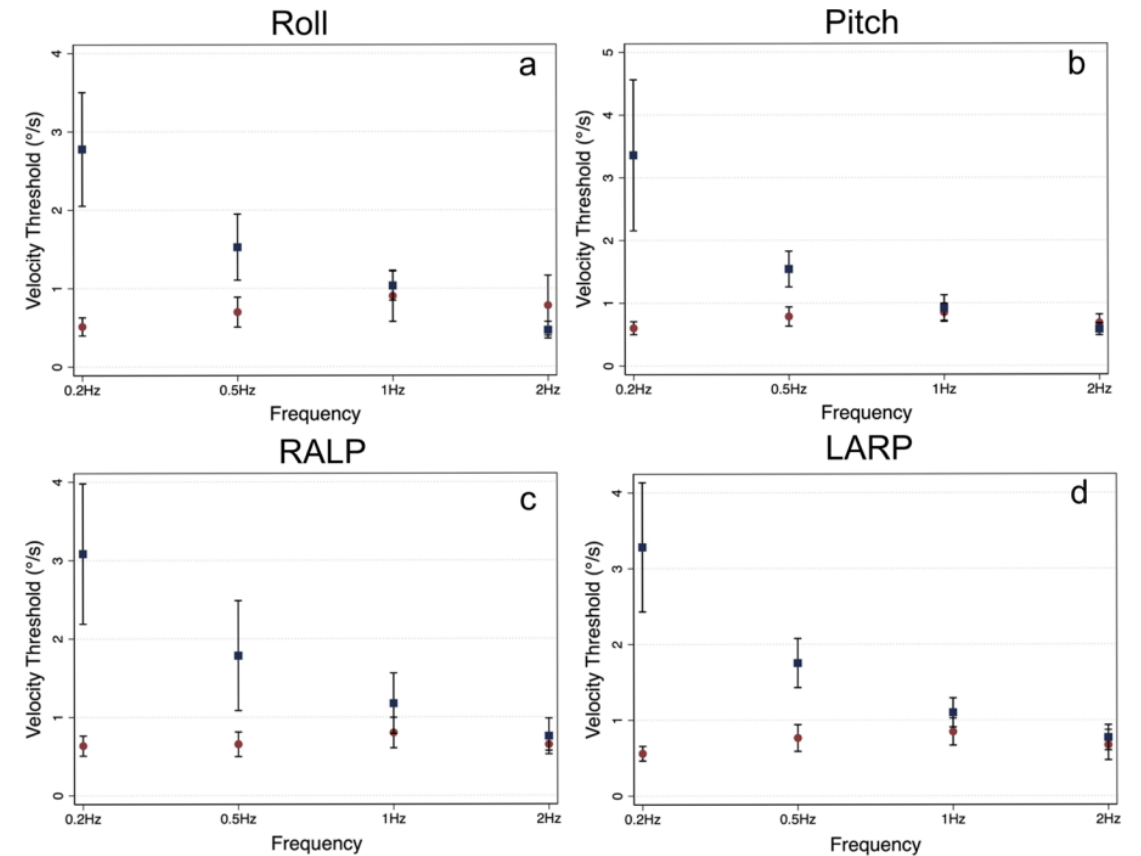 Roll
a
Velocity Threshold (°/s)
4
3
2
1
0
0.2Hz 0.5Hz 1Hz 2Hz
Frequency
Pitch
b
Velocity Threshold (°/s)
5
4
3
2
1
0
0.2Hz 0.5Hz 1Hz 2Hz
Frequency
RALP
c
Velocity Threshold (°/s)
4
3
2
1
0
0.2Hz 0.5Hz 1Hz 2Hz
Frequency
LARP
d
Velocity Threshold (°/s)
4
3
2
1
0
0.2Hz 0.5Hz 1Hz 2Hz
Frequency